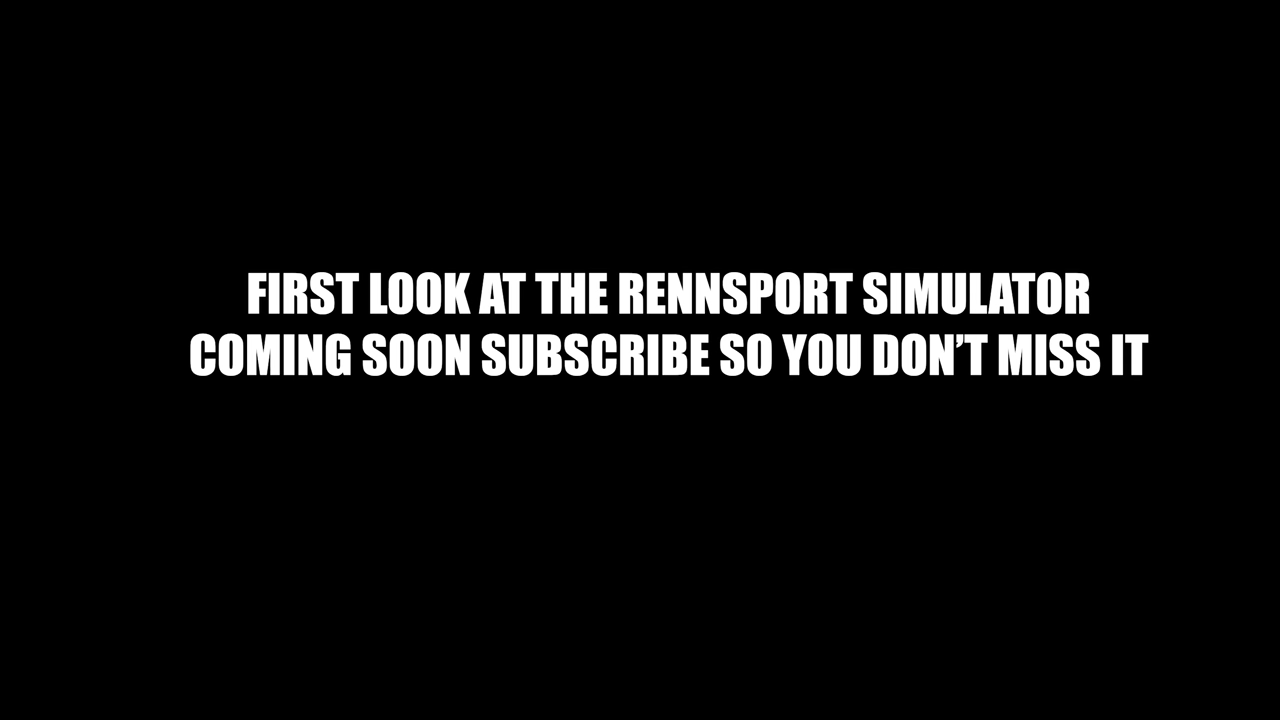 FIRST LOOK AT THE RENNSPORT SIMULATOR
COMING SOON SUBSCRIBE SO YOU DON’T MISS IT